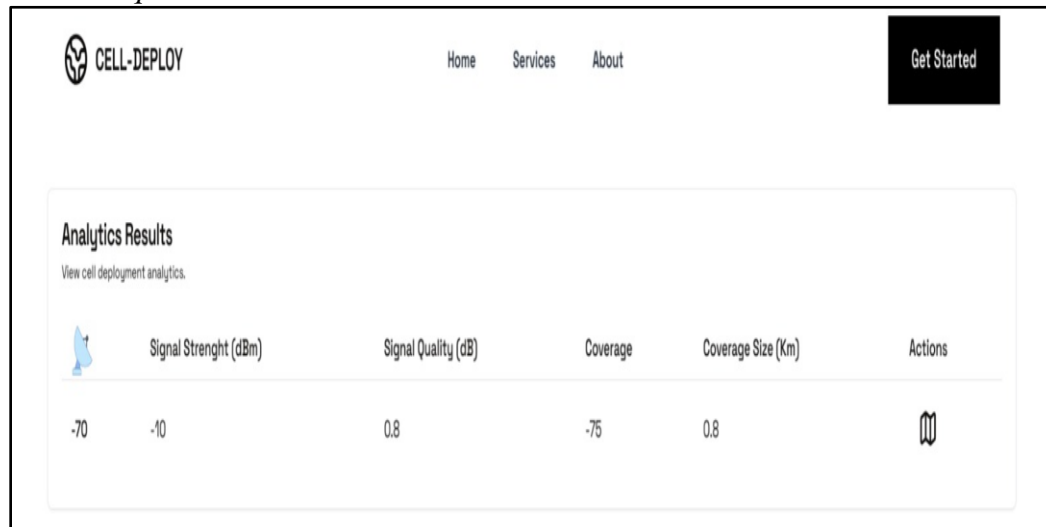 CELL-DEPLOY Home Services About Get Started
Analytics Results
View cell deployment analytics.
Signal Strenght (dBm) Signal Quality (dB) Coverage Coverage Size (Km) Actions
-70 -10 0.8 -75 0.8